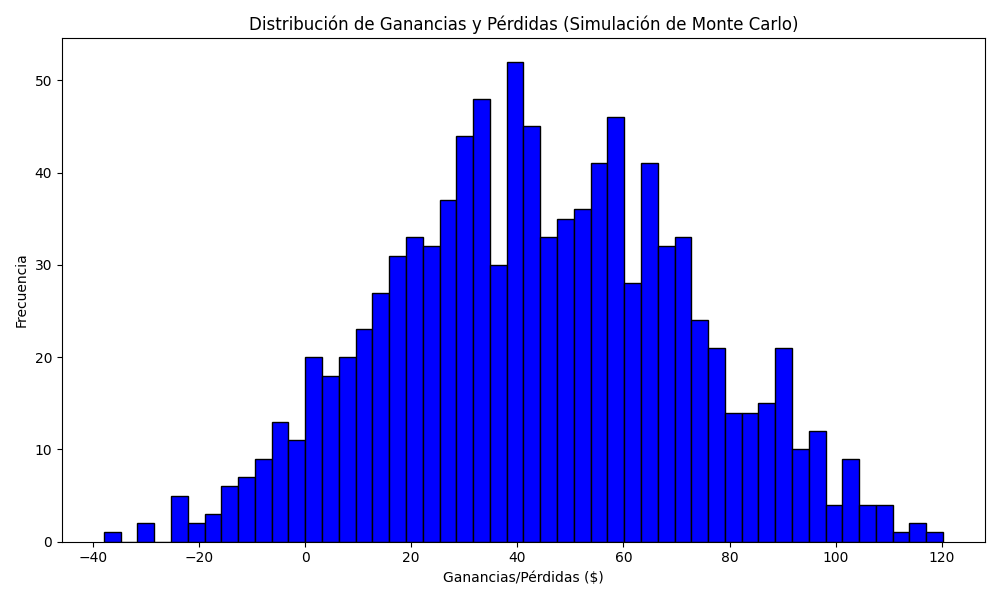 Distribución de Ganancias y Pérdidas (Simulación de Monte Carlo)
50
40
30
20
10
0
Frecuencia
−40 −20 0 20 40 60 80 100 120
Ganancias/Pérdidas ($)